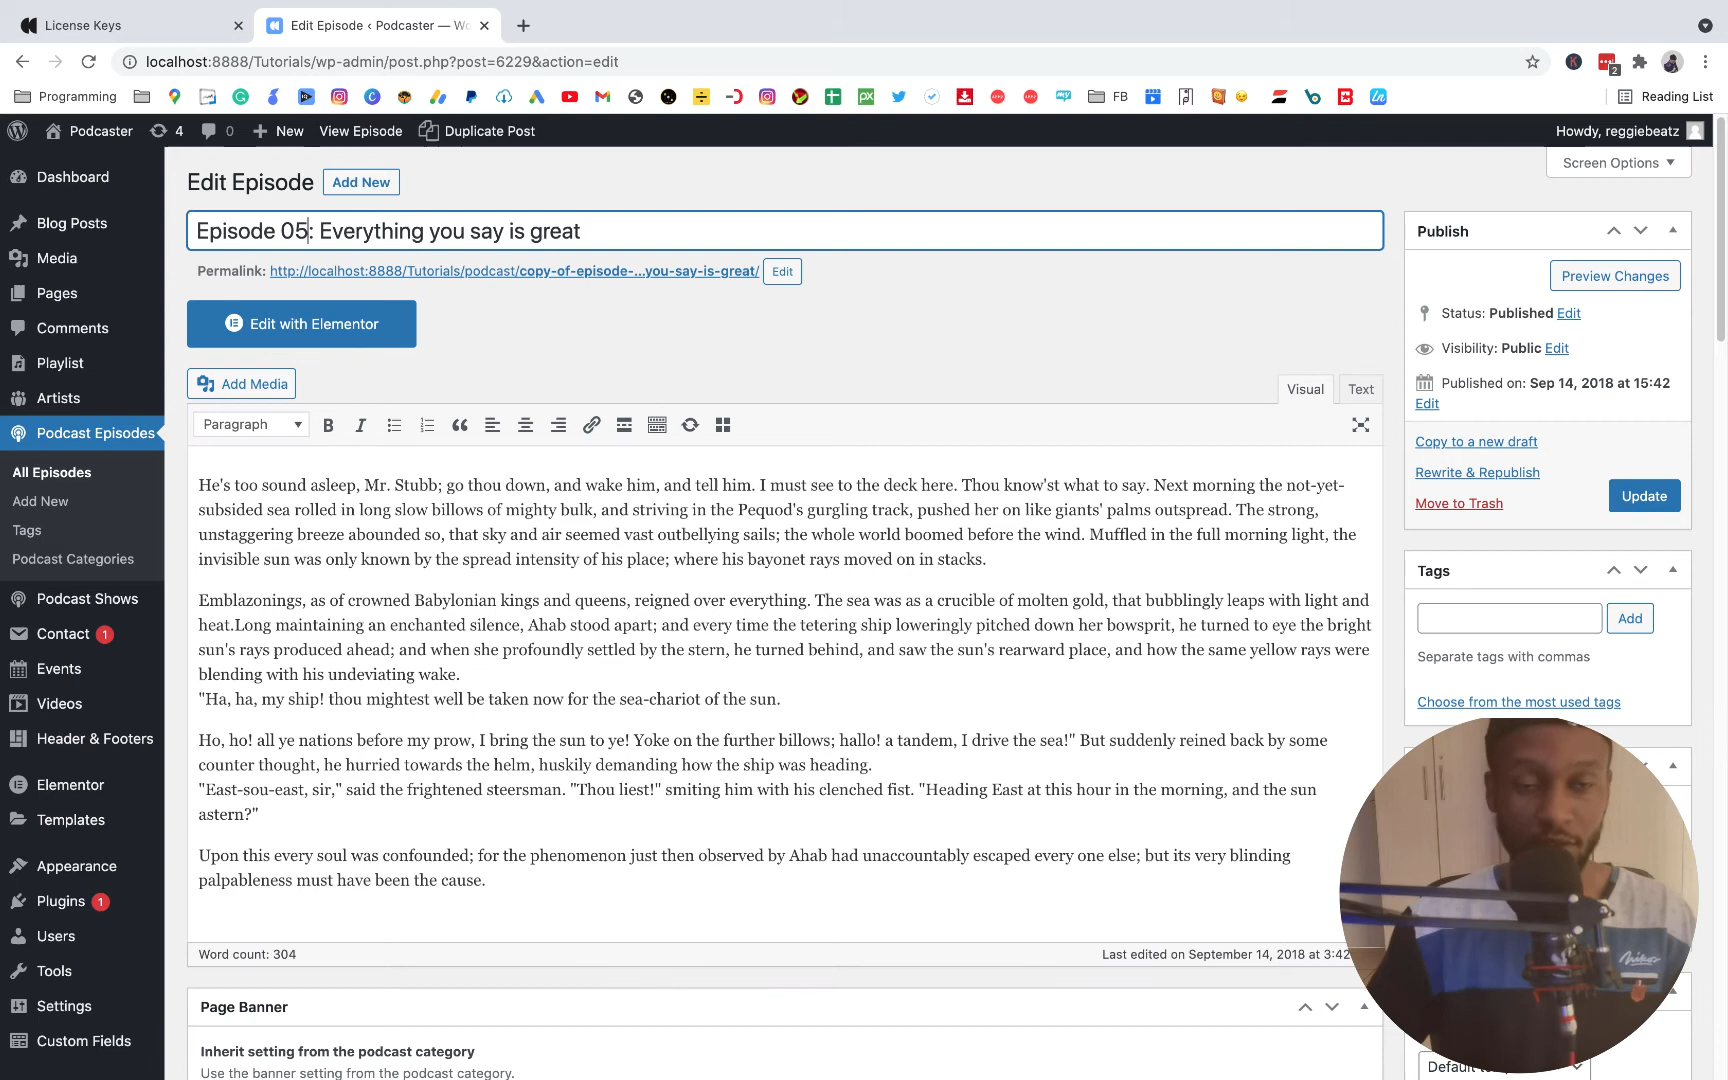 License Keys
Edit Episode ‹ Podcaster — Wo
localhost:8888/Tutorials/wp-admin/post.php?post=6229&action=edit
2
Programming
FB
Reading List
Podcaster
4
0
New
View Episode
Duplicate Post
Howdy, reggiebeatz
Dashboard
Blog Posts
Media
Pages
Comments
Playlist
Artists
Podcast Episodes
All Episodes
Add New
Tags
Podcast Categories
Podcast Shows
Contact 1
Events
Videos
Header & Footers
Elementor
Templates
Appearance
Plugins 1
Users
Tools
Settings
Custom Fields
Screen Options
Edit Episode
Add New
Episode 05: Everything you say is great
Permalink: http://localhost:8888/Tutorials/podcast/copy-of-episode-...you-say-is-great/ Edit
Edit with Elementor
Add Media
Visual
Text
Paragraph
He's too sound asleep, Mr. Stubb; go thou down, and wake him, and tell him. I must see to the deck here. Thou know'st what to say. Next morning the not-yet-
subsided sea rolled in long slow billows of mighty bulk, and striving in the Pequod's gurgling track, pushed her on like giants' palms outspread. The strong,
unstaggering breeze abounded so, that sky and air seemed vast outbellying sails; the whole world boomed before the wind. Muffled in the full morning light, the
invisible sun was only known by the spread intensity of his place; where his bayonet rays moved on in stacks.
Emblazonings, as of crowned Babylonian kings and queens, reigned over everything. The sea was as a crucible of molten gold, that bubblingly leaps with light and
heat.Long maintaining an enchanted silence, Ahab stood apart; and every time the tetering ship loweringly pitched down her bowsprit, he turned to eye the bright
sun's rays produced ahead; and when she profoundly settled by the stern, he turned behind, and saw the sun's rearward place, and how the same yellow rays were
blending with his undeviating wake.
"Ha, ha, my ship! thou mightest well be taken now for the sea-chariot of the sun.
Ho, ho! all ye nations before my prow, I bring the sun to ye! Yoke on the further billows; hallo! a tandem, I drive the sea!" But suddenly reined back by some
counter thought, he hurried towards the helm, huskily demanding how the ship was heading.
"East-sou-east, sir," said the frightened steersman. "Thou liest!" smiting him with his clenched fist. "Heading East at this hour in the morning, and the sun
astern?"
Upon this every soul was confounded; for the phenomenon just then observed by Ahab had unaccountably escaped every one else; but its very blinding
palpableness must have been the cause.
Word count: 304
Last edited on September 14, 2018 at 3:42
Page Banner
Inherit setting from the podcast category
Use the banner setting from the podcast category.
Publish
Preview Changes
Status: Published Edit
Visibility: Public Edit
Published on: Sep 14, 2018 at 15:42
Edit
Copy to a new draft
Rewrite & Republish
Move to Trash
Update
Tags
Add
Separate tags with commas
Choose from the most used tags